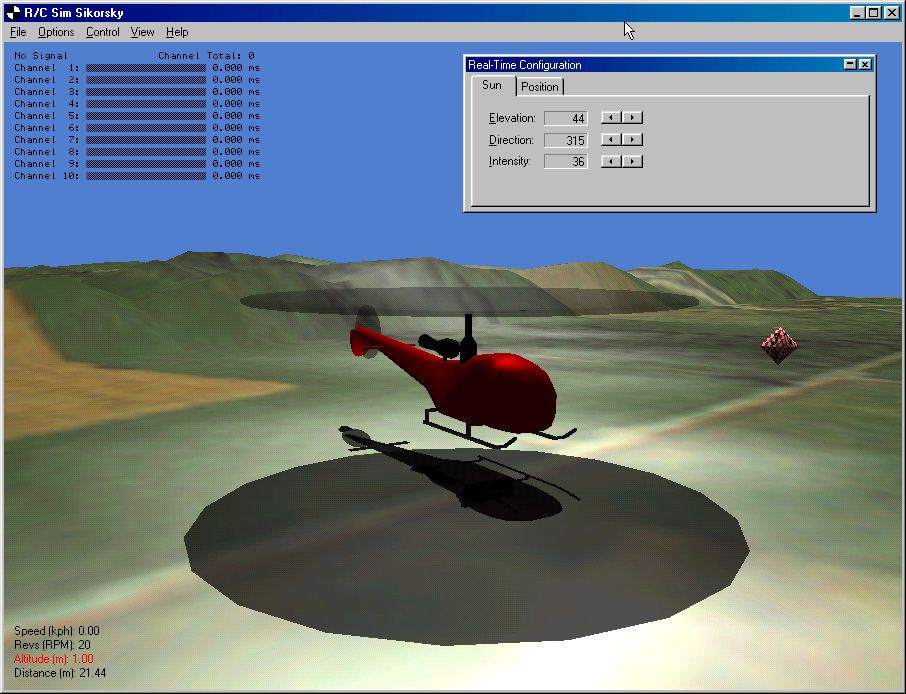 R/C Sim Sikorsky
File Options Control View Help
No Signal Channel Total: 0
Channel 1: 0.000 ms
Channel 2: 0.000 ms
Channel 3: 0.000 ms
Channel 4: 0.000 ms
Channel 5: 0.000 ms
Channel 6: 0.000 ms
Channel 7: 0.000 ms
Channel 8: 0.000 ms
Channel 9: 0.000 ms
Channel 10: 0.000 ms
Real-Time Configuration
Sun Position
Elevation: 44
Direction: 315
Intensity: 36
Speed (kph): 0.00
Revs (RPM): 20
Altitude (m): 1.00
Distance (m): 21.44